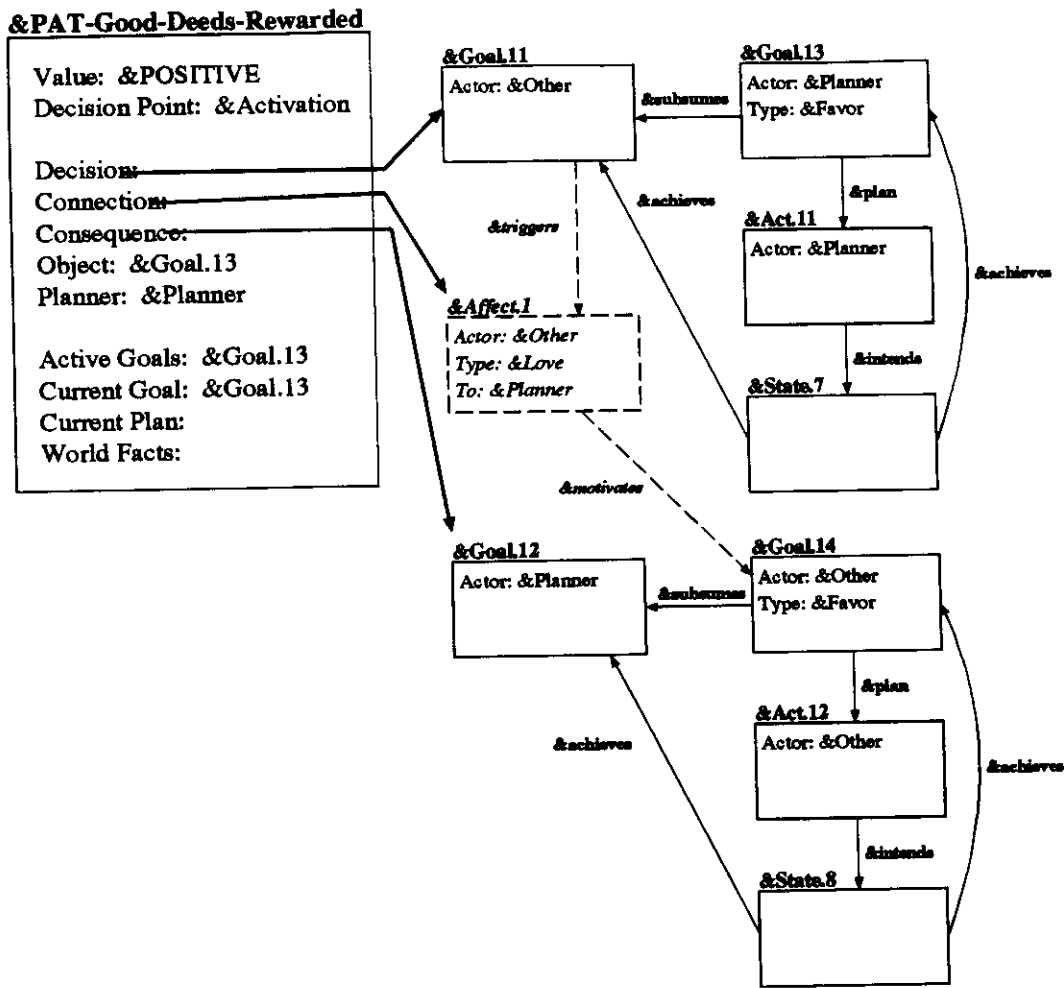 &PAT-Good-Deeds-Rewarded
Value: &POSITIVE
Decision Point: &Activation
Decision:
Connection:
Consequence:
Object: &Goal.13
Planner: &Planner
Active Goals: &Goal.13
Current Goal: &Goal.13
Current Plan:
World Facts:
&Goal.11
Actor: &Other
&subsumes
&Goal.13
Actor: &Planner
Type: &Favor
&triggers
&achieves
&plan
&Act.11
Actor: &Planner
&achieves
&intends
&Affect.1
Actor: &Other
Type: &Love
To: &Planner
&State.7
&motivates
&Goal.12
Actor: &Planner
&subsumes
&Goal.14
Actor: &Other
Type: &Favor
&plan
&Act.12
Actor: &Other
&achieves
&achieves
&intends
&State.8